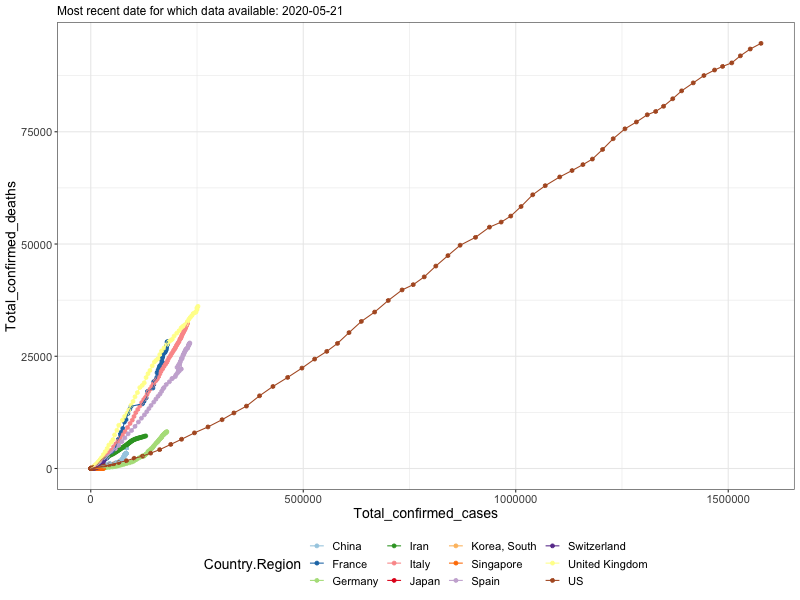 Most recent date for which data available: 2020-05-21
Total_confirmed_deaths
75000
50000
25000
0
0 500000 1000000 1500000
Total_confirmed_cases
Country.Region
China Iran Korea, South Switzerland
France Italy Singapore United Kingdom
Germany Japan Spain US